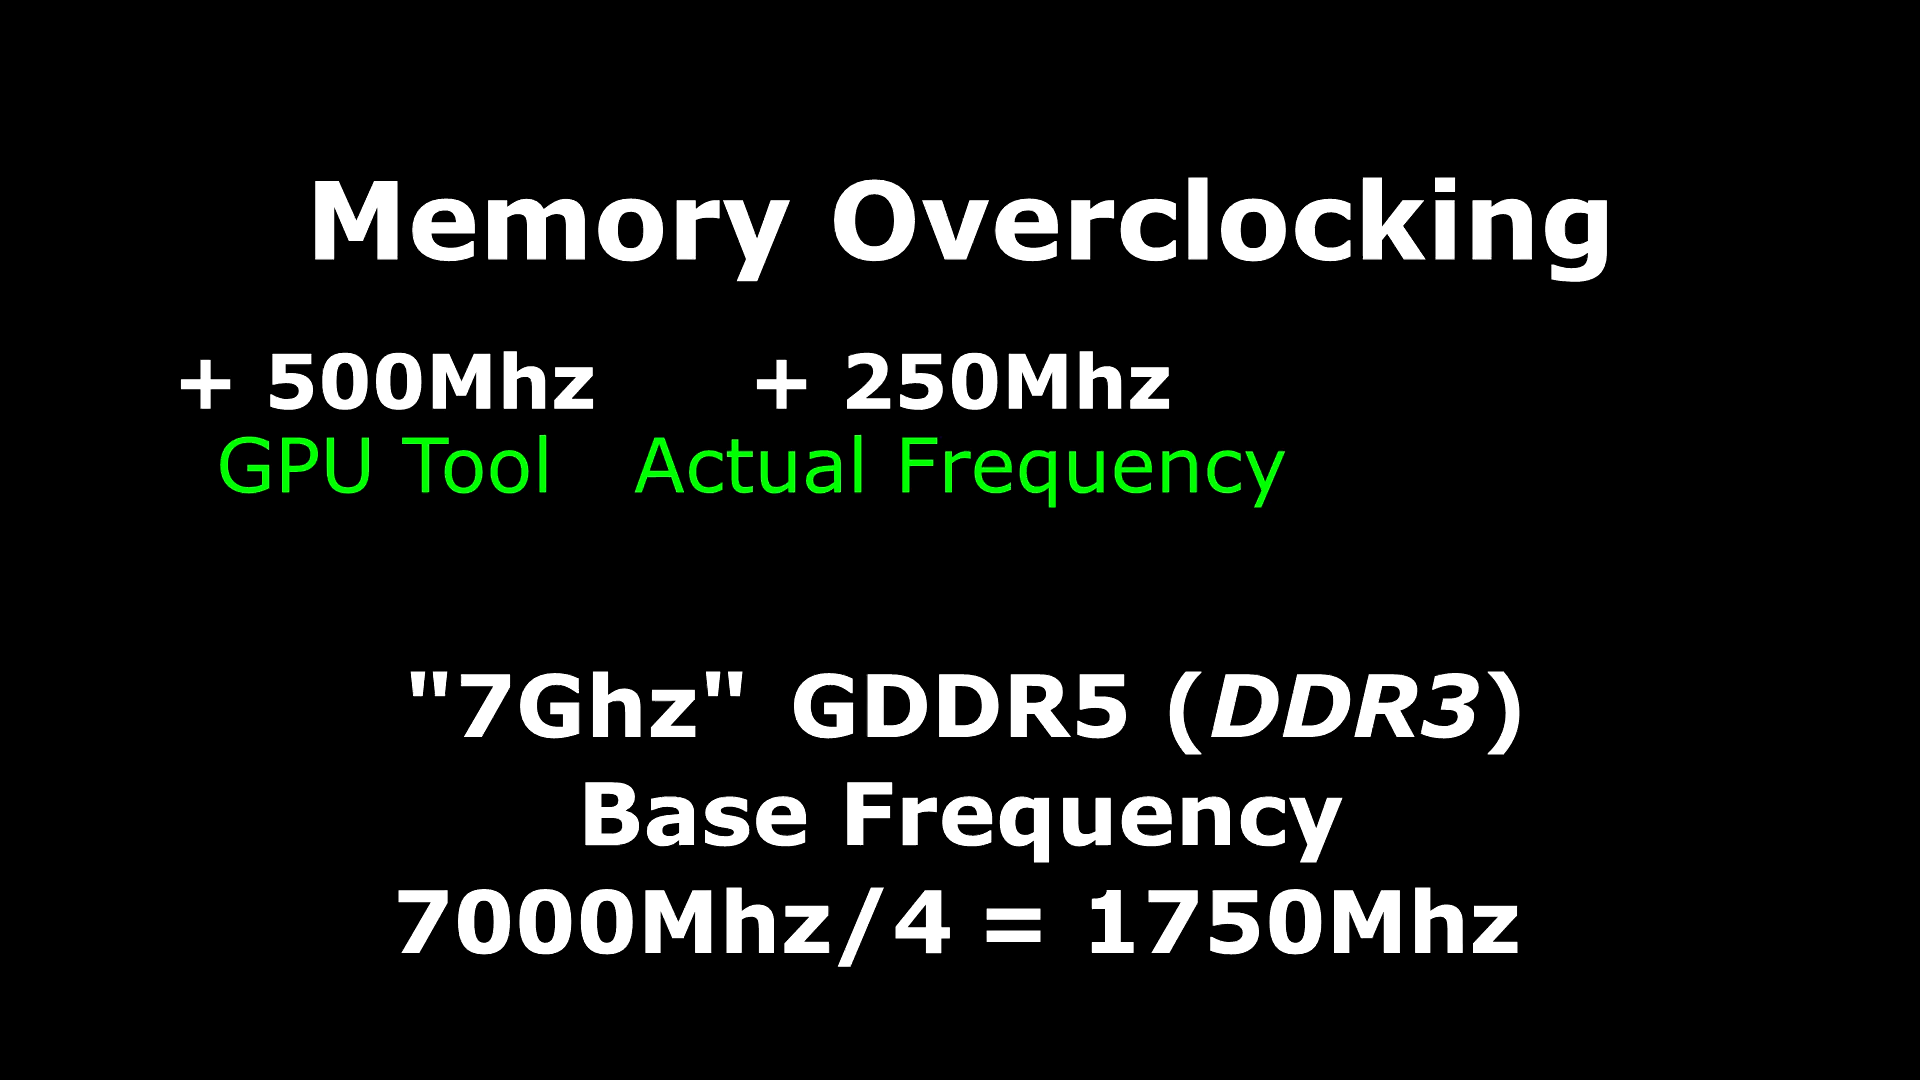 Memory Overclocking
+ 500Mhz + 250Mhz
GPU Tool Actual Frequency
"7Ghz" GDDR5 (DDR3)
Base Frequency
7000Mhz/4 = 1750Mhz